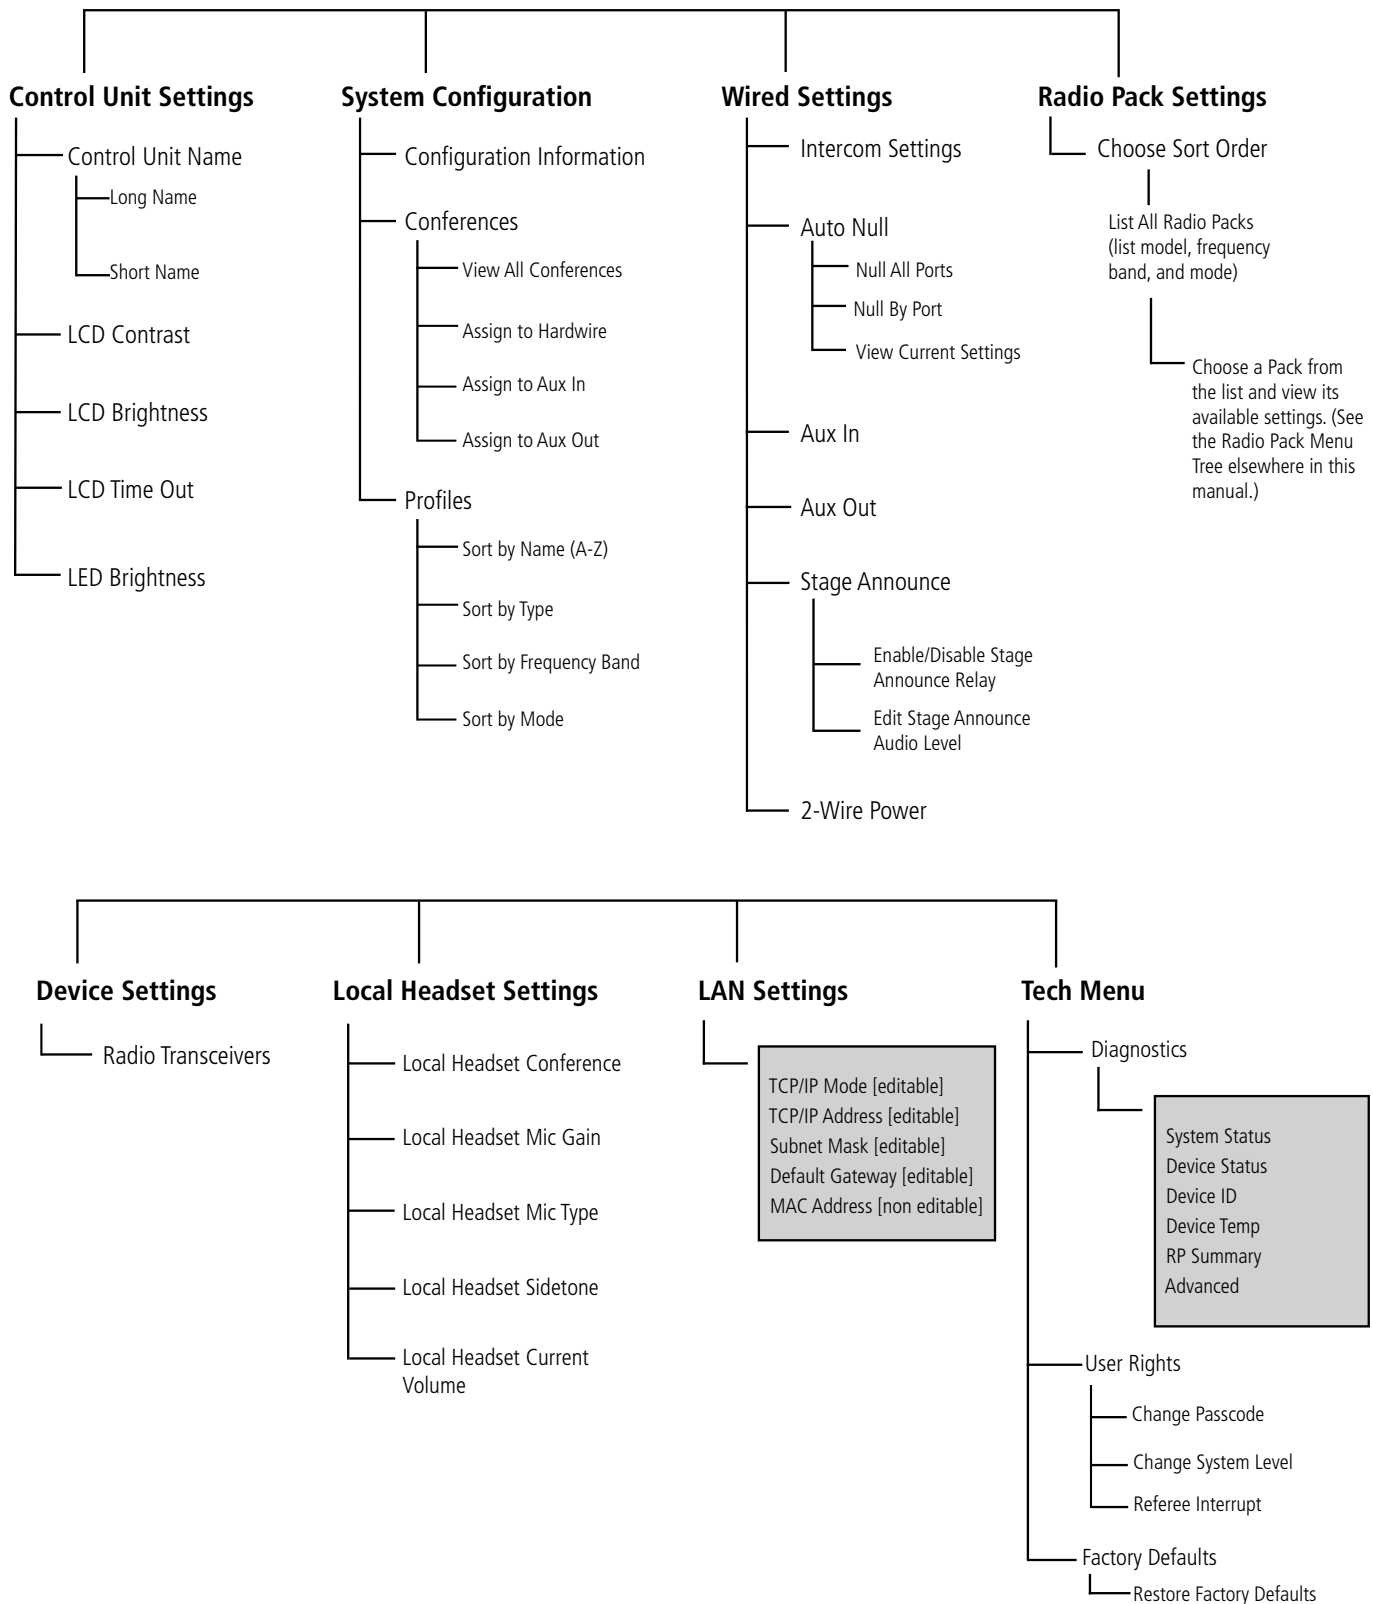 Control Unit Settings
Control Unit Name
Long Name
Short Name
LCD Contrast
LCD Brightness
LCD Time Out
LED Brightness
System Configuration
Configuration Information
Conferences
View All Conferences
Assign to Hardwire
Assign to Aux In
Assign to Aux Out
Profiles
Sort by Name (A-Z)
Sort by Type
Sort by Frequency Band
Sort by Mode
Wired Settings
Intercom Settings
Auto Null
Null All Ports
Null By Port
View Current Settings
Aux In
Aux Out
Stage Announce
Enable/Disable Stage
Announce Relay
Edit Stage Announce
Audio Level
2-Wire Power
Radio Pack Settings
Choose Sort Order
List All Radio Packs
(list model, frequency
band, and mode)
Choose a Pack from
the list and view its
available settings. (See
the Radio Pack Menu
Tree elsewhere in this
manual.)
Device Settings
Radio Transceivers
Local Headset Settings
Local Headset Conference
Local Headset Mic Gain
Local Headset Mic Type
Local Headset Sidetone
Local Headset Current
Volume
LAN Settings
TCP/IP Mode [editable]
TCP/IP Address [editable]
Subnet Mask [editable]
Default Gateway [editable]
MAC Address [non editable]
Tech Menu
Diagnostics
System Status
Device Status
Device ID
Device Temp
RP Summary
Advanced
User Rights
Change Passcode
Change System Level
Referee Interrupt
Factory Defaults
Restore Factory Defaults